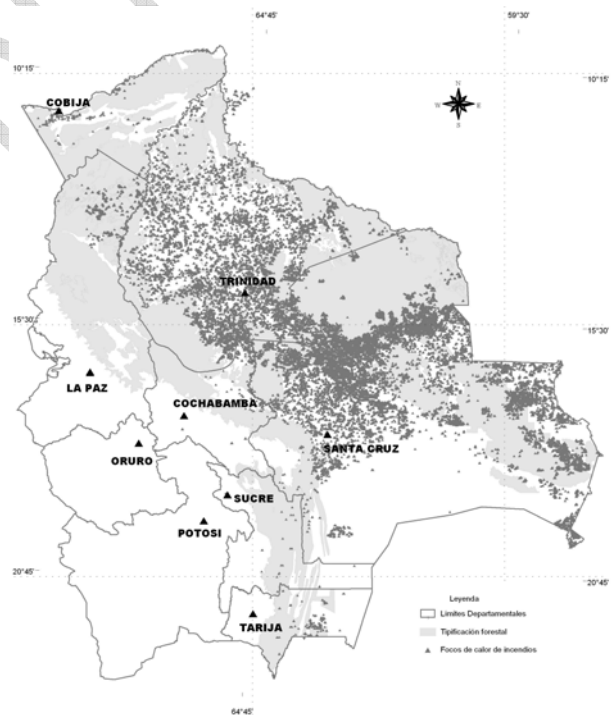 64°45'
59°30'
10°15'
10°15'
COBIJA
N
W
E
S
TRINIDAD
15°30'
15°30'
LA PAZ
COCHABAMBA
ORURO
SANTA CRUZ
SUCRE
POTOSI
20°45'
20°45'
Leyenda
Límites Departamentales
Tipificación forestal
Focos de calor de incendios
TARIJA
64°45'